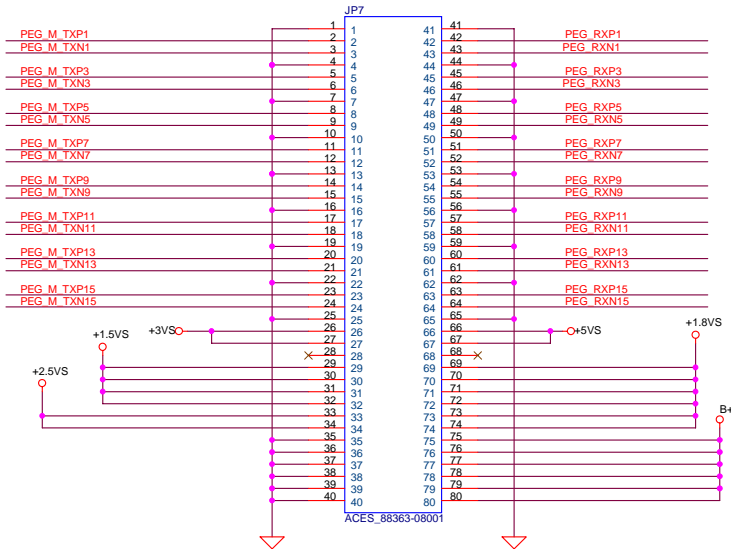 JP7
1 1 41 41
PEG_M_TXP1 2 2 42 42 PEG_RXP1
PEG_M_TXN1 3 3 43 43 PEG_RXN1
4 4 44 44
PEG_M_TXP3 5 5 45 45 PEG_RXP3
PEG_M_TXN3 6 6 46 46 PEG_RXN3
7 7 47 47
PEG_M_TXP5 8 8 48 48 PEG_RXP5
PEG_M_TXN5 9 9 49 49 PEG_RXN5
10 10 50 50
PEG_M_TXP7 11 11 51 51 PEG_RXP7
PEG_M_TXN7 12 12 52 52 PEG_RXN7
13 13 53 53
PEG_M_TXP9 14 14 54 54 PEG_RXP9
PEG_M_TXN9 15 15 55 55 PEG_RXN9
16 16 56 56
PEG_M_TXP11 17 17 57 57 PEG_RXP11
PEG_M_TXN11 18 18 58 58 PEG_RXN11
19 19 59 59
PEG_M_TXP13 20 20 60 60 PEG_RXP13
PEG_M_TXN13 21 21 61 61 PEG_RXN13
22 22 62 62
PEG_M_TXP15 23 23 63 63 PEG_RXP15
PEG_M_TXN15 24 24 64 64 PEG_RXN15
25 25 65 65
+1.8VS
+3VS 26 26 66 66 +5VS
+1.5VS
27 27 67 67
28 28 68 68
29 29 69 69
+2.5VS
30 30 70 70
31 31 71 71
32 32 72 72
B+
33 33 73 73
34 34 74 74
35 35 75 75
36 36 76 76
37 37 77 77
38 38 78 78
39 39 79 79
40 40 80 80
ACES_88363-08001